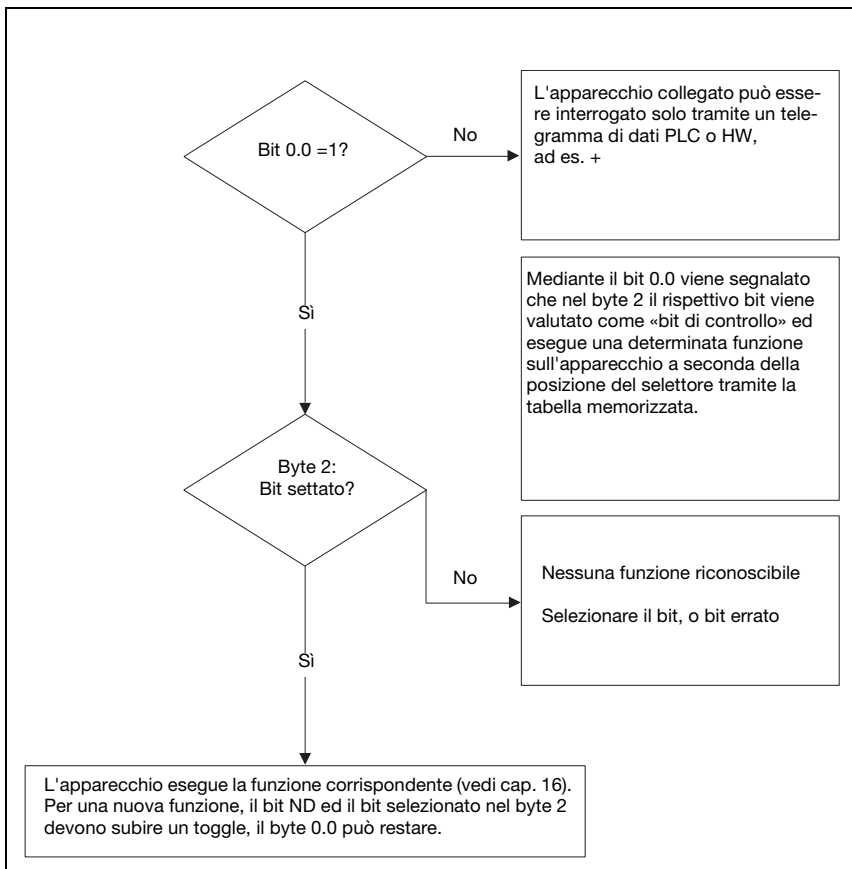 Bit 0.0 =1?
No
L'apparecchio collegato può esse-
re interrogato solo tramite un tele-
gramma di dati PLC o HW,
ad es. +
Sì
Mediante il bit 0.0 viene segnalato
che nel byte 2 il rispettivo bit viene
valutato come «bit di controllo» ed
esegue una determinata funzione
sull'apparecchio a seconda della
posizione del selettore tramite la
tabella memorizzata.
Byte 2:
Bit settato?
No
Nessuna funzione riconoscibile
Selezionare il bit, o bit errato
Sì
L'apparecchio esegue la funzione corrispondente (vedi cap. 16).
Per una nuova funzione, il bit ND ed il bit selezionato nel byte 2
devono subire un toggle, il byte 0.0 può restare.